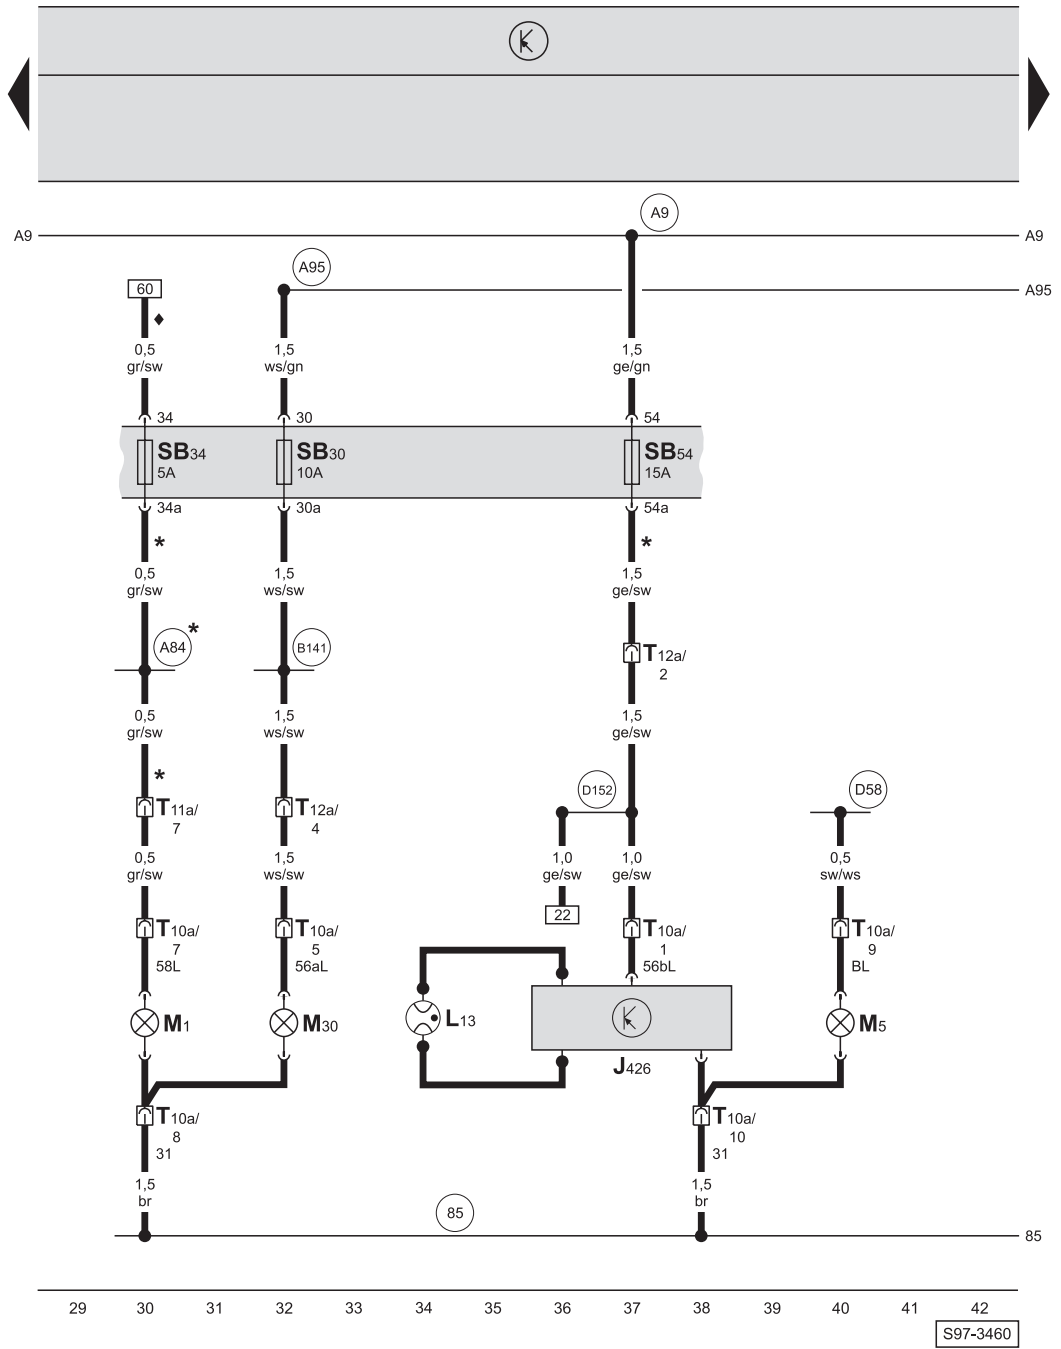 A9
A9
A9
A95
A95
60
0,5
gr/sw
1,5
ws/gn
1,5
ge/gn
34
30
54
SB34
5A
SB30
10A
SB54
15A
34a
30a
54a
*
*
0,5
gr/sw
1,5
ws/sw
1,5
ge/sw
A84
*
B141
T12a/
2
0,5
gr/sw
1,5
ws/sw
1,5
ge/sw
*
T11a/
7
T12a/
4
D152
D58
0,5
gr/sw
1,5
ws/sw
1,0
ge/sw
1,0
ge/sw
0,5
sw/ws
22
T10a/
7
58L
T10a/
5
56aL
T10a/
1
56bL
T10a/
9
BL
M1
M30
L13
J426
M5
T10a/
8
31
T10a/
10
31
1,5
br
1,5
br
85
85
29 30 31 32 33 34 35 36 37 38 39 40 41 42
S97-3460